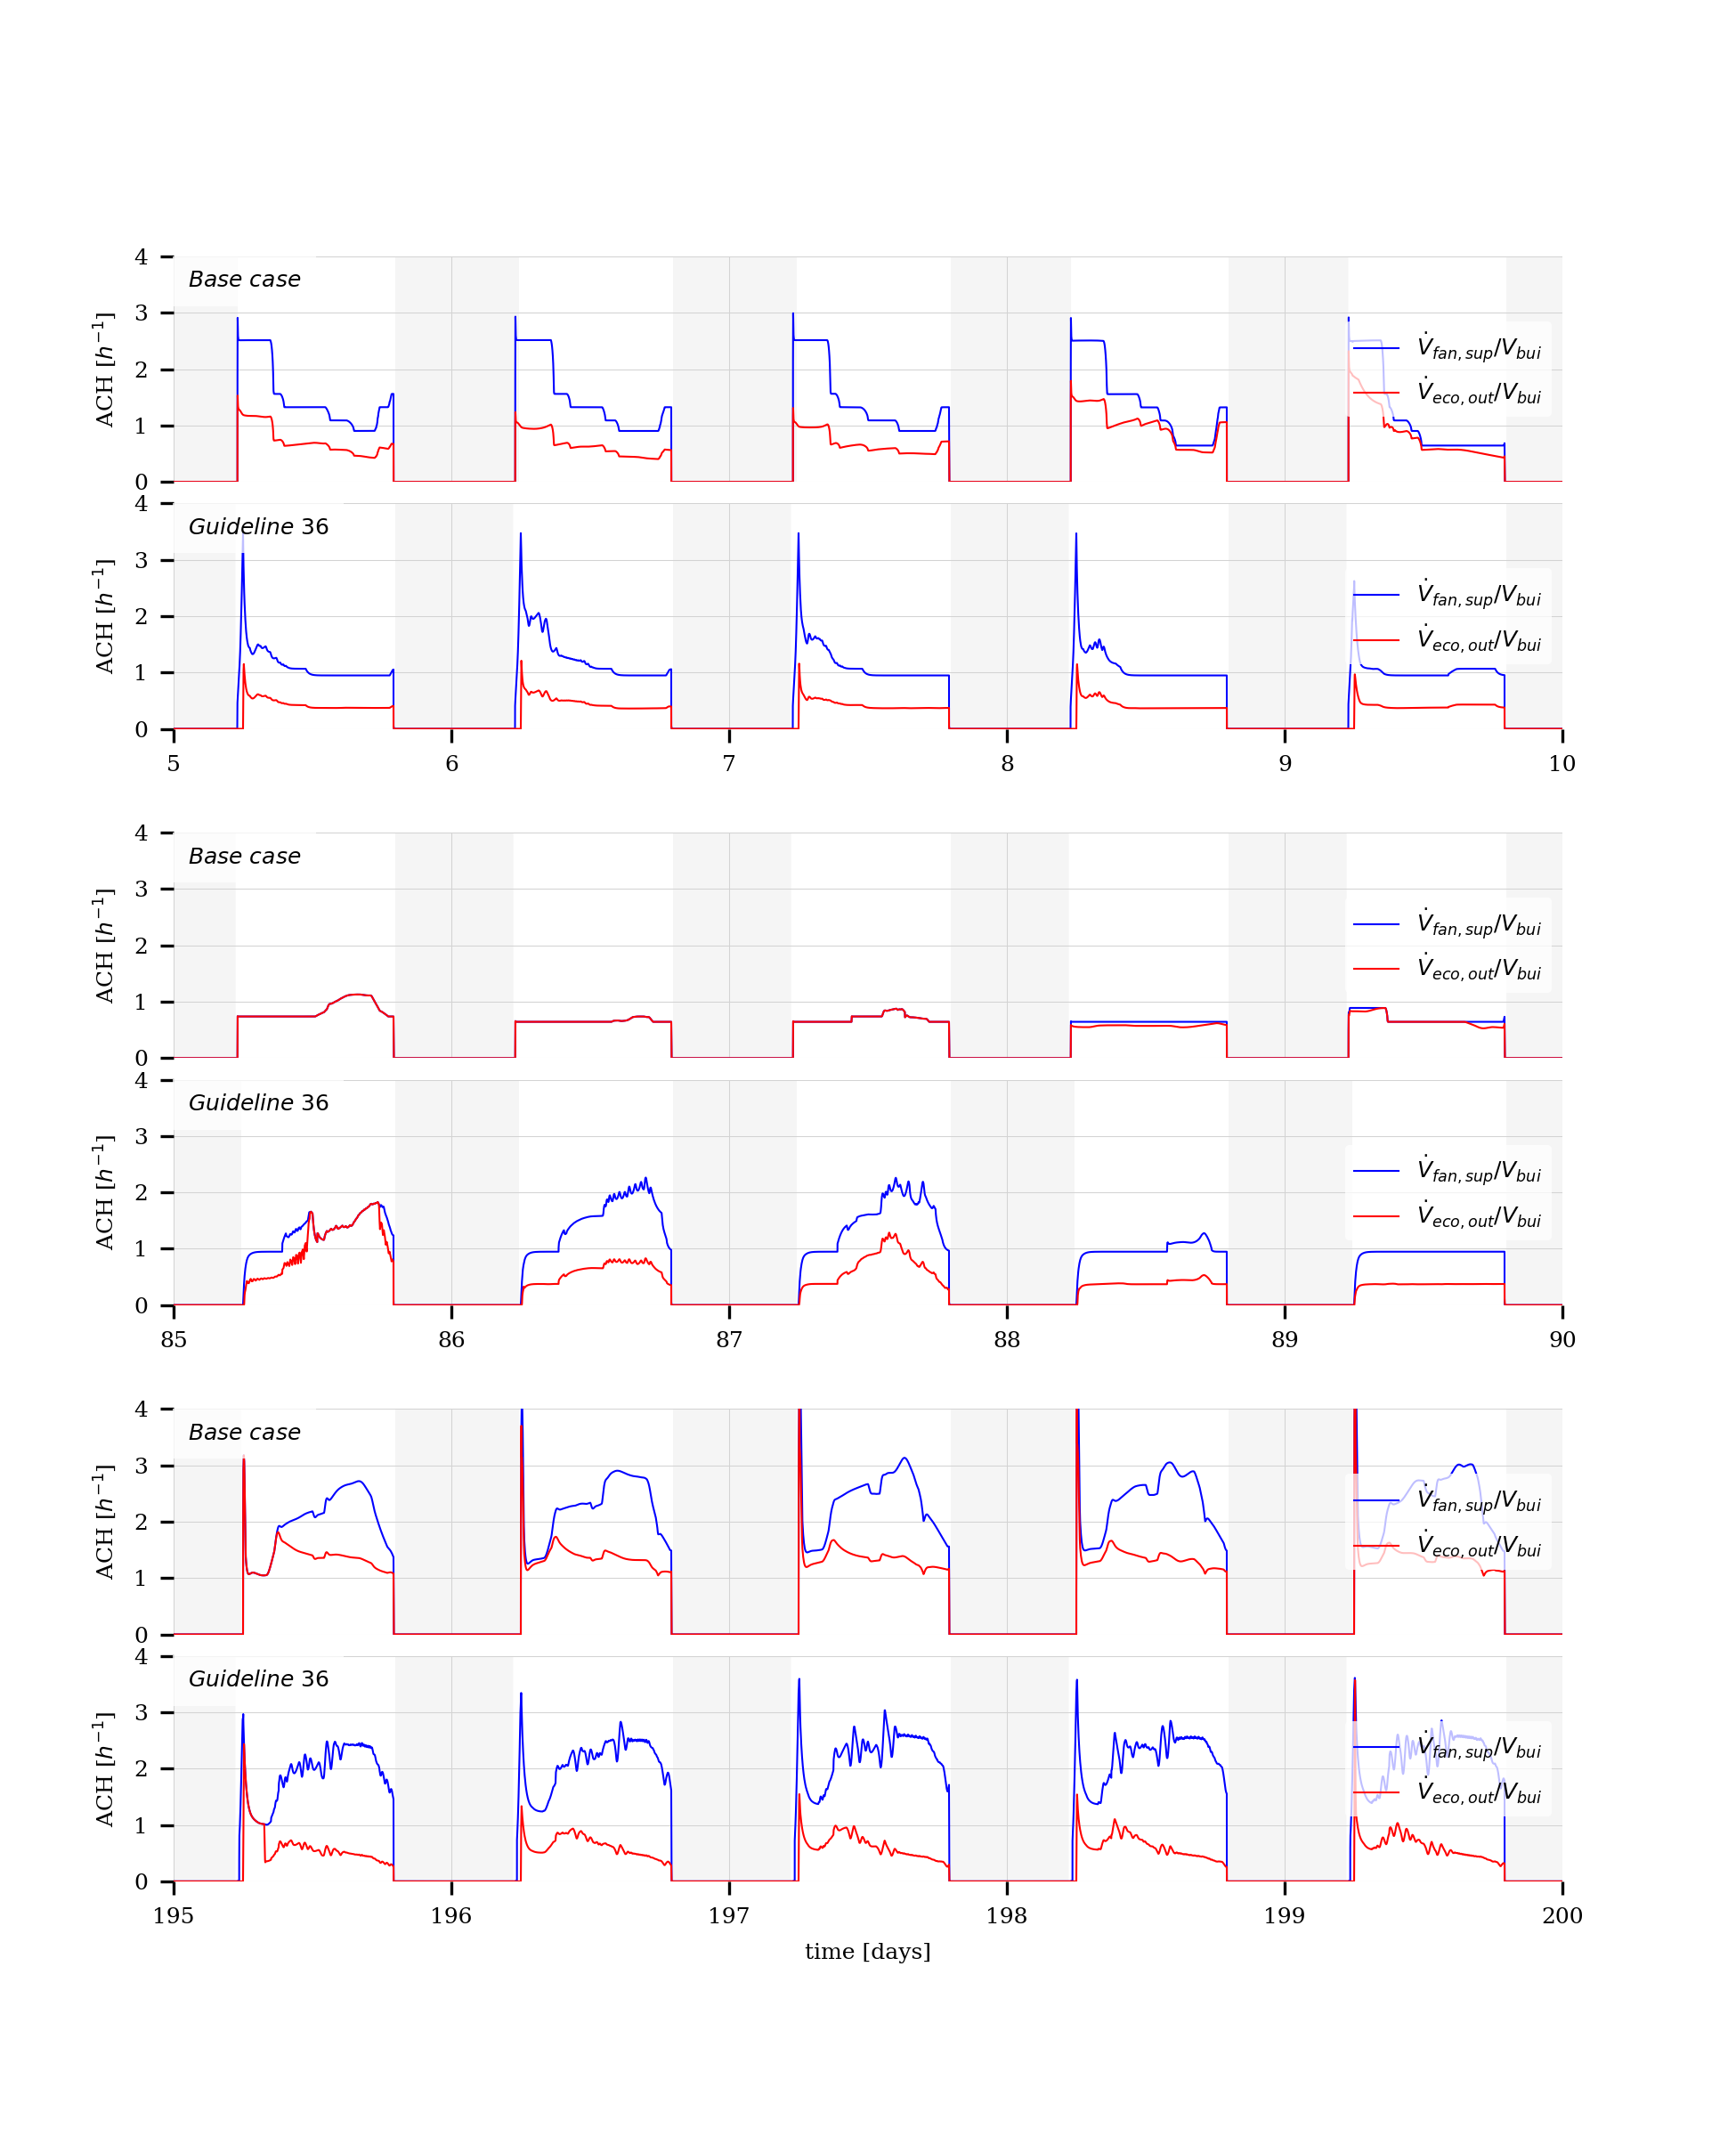 4
Base case
3
V̇fan,sup/Vbui
2
V̇eco,out/Vbui
1
0
ACH [h⁻¹]
4
Guideline 36
3
V̇fan,sup/Vbui
2
V̇eco,out/Vbui
1
0
ACH [h⁻¹]
5 6 7 8 9 10
4
Base case
3
V̇fan,sup/Vbui
2
V̇eco,out/Vbui
1
0
ACH [h⁻¹]
4
Guideline 36
3
V̇fan,sup/Vbui
2
V̇eco,out/Vbui
1
0
ACH [h⁻¹]
85 86 87 88 89 90
4
Base case
3
V̇fan,sup/Vbui
2
V̇eco,out/Vbui
1
0
ACH [h⁻¹]
4
Guideline 36
3
V̇fan,sup/Vbui
2
V̇eco,out/Vbui
1
0
ACH [h⁻¹]
195 196 197 198 199 200
time [days]